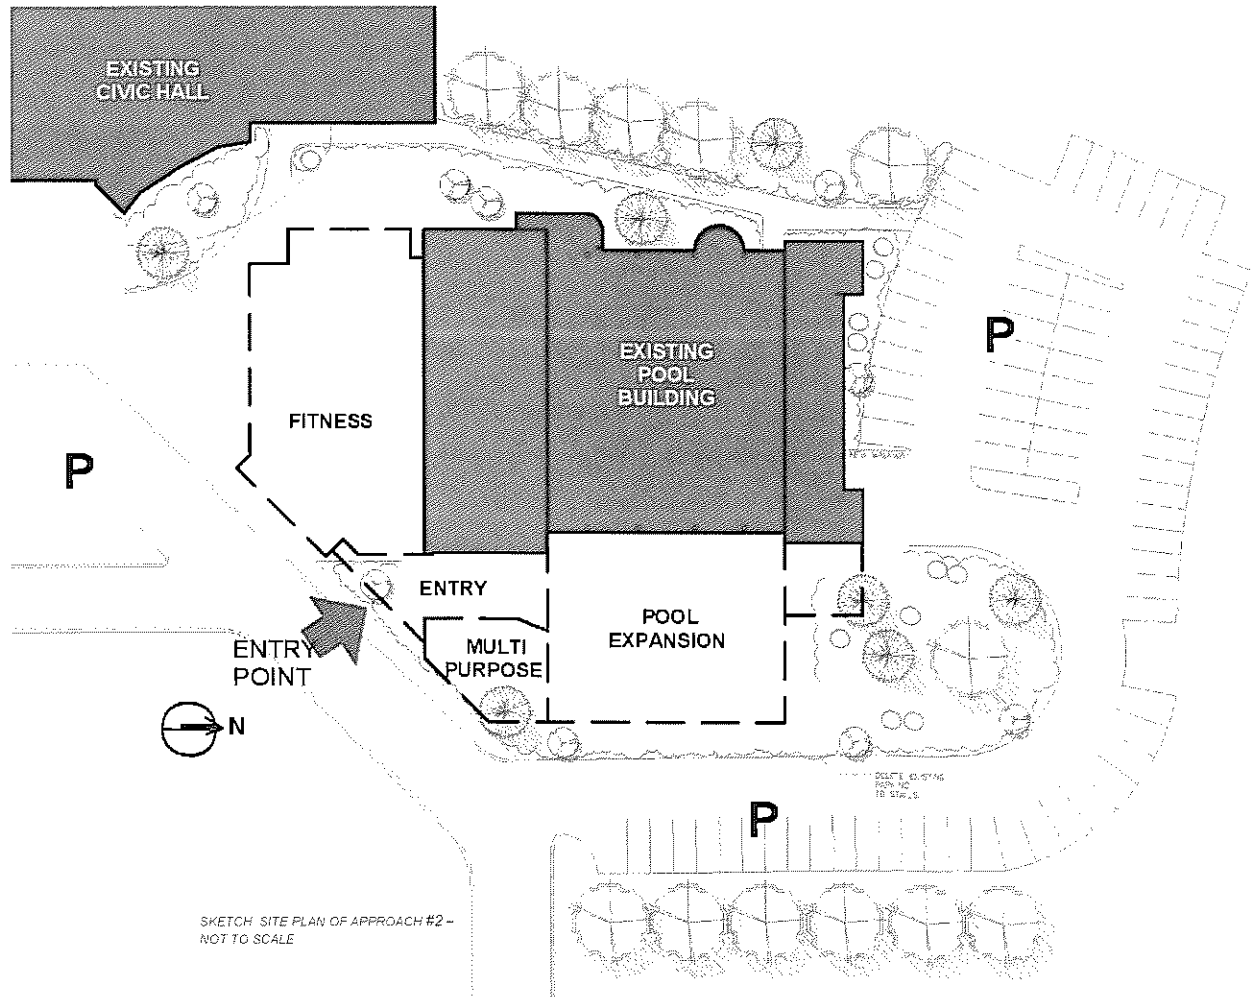 EXISTING
CIVIC HALL
EXISTING
POOL
BUILDING
P
FITNESS
P
ENTRY
POOL
EXPANSION
MULTI
PURPOSE
ENTRY
POINT
N
P
SKETCH SITE PLAN OF APPROACH #2 –
NOT TO SCALE